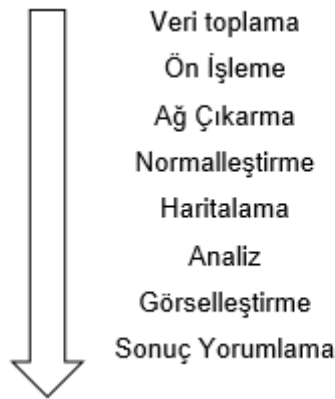 Veri toplama
Ön İşleme
Ağ Çıkarma
Normalleştirme
Haritalama
Analiz
Görselleştirme
Sonuç Yorumlama